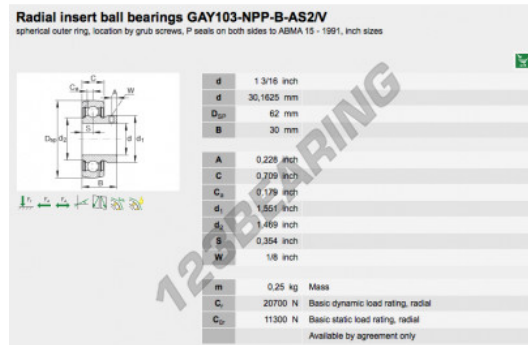 Radial insert ball bearings GAY103-NPP-B-AS2/V
spherical outer ring, location by grub screws, P seals on both sides to ABMA 15 - 1991, inch sizes
C
Ca A W
S
DSP d2 d d1
B
d 1 3/16 inch
d 30,1625 mm
DSP 62 mm
B 30 mm
A 0,228 inch
C 0,709 inch
Ca 0,179 inch
d1 1,551 inch
d2 1,469 inch
S 0,354 inch
W 1/8 inch
m 0,25 kg Mass
Cr 20700 N Basic dynamic load rating, radial
C0r 11300 N Basic static load rating, radial
Available by agreement only
123BEARING